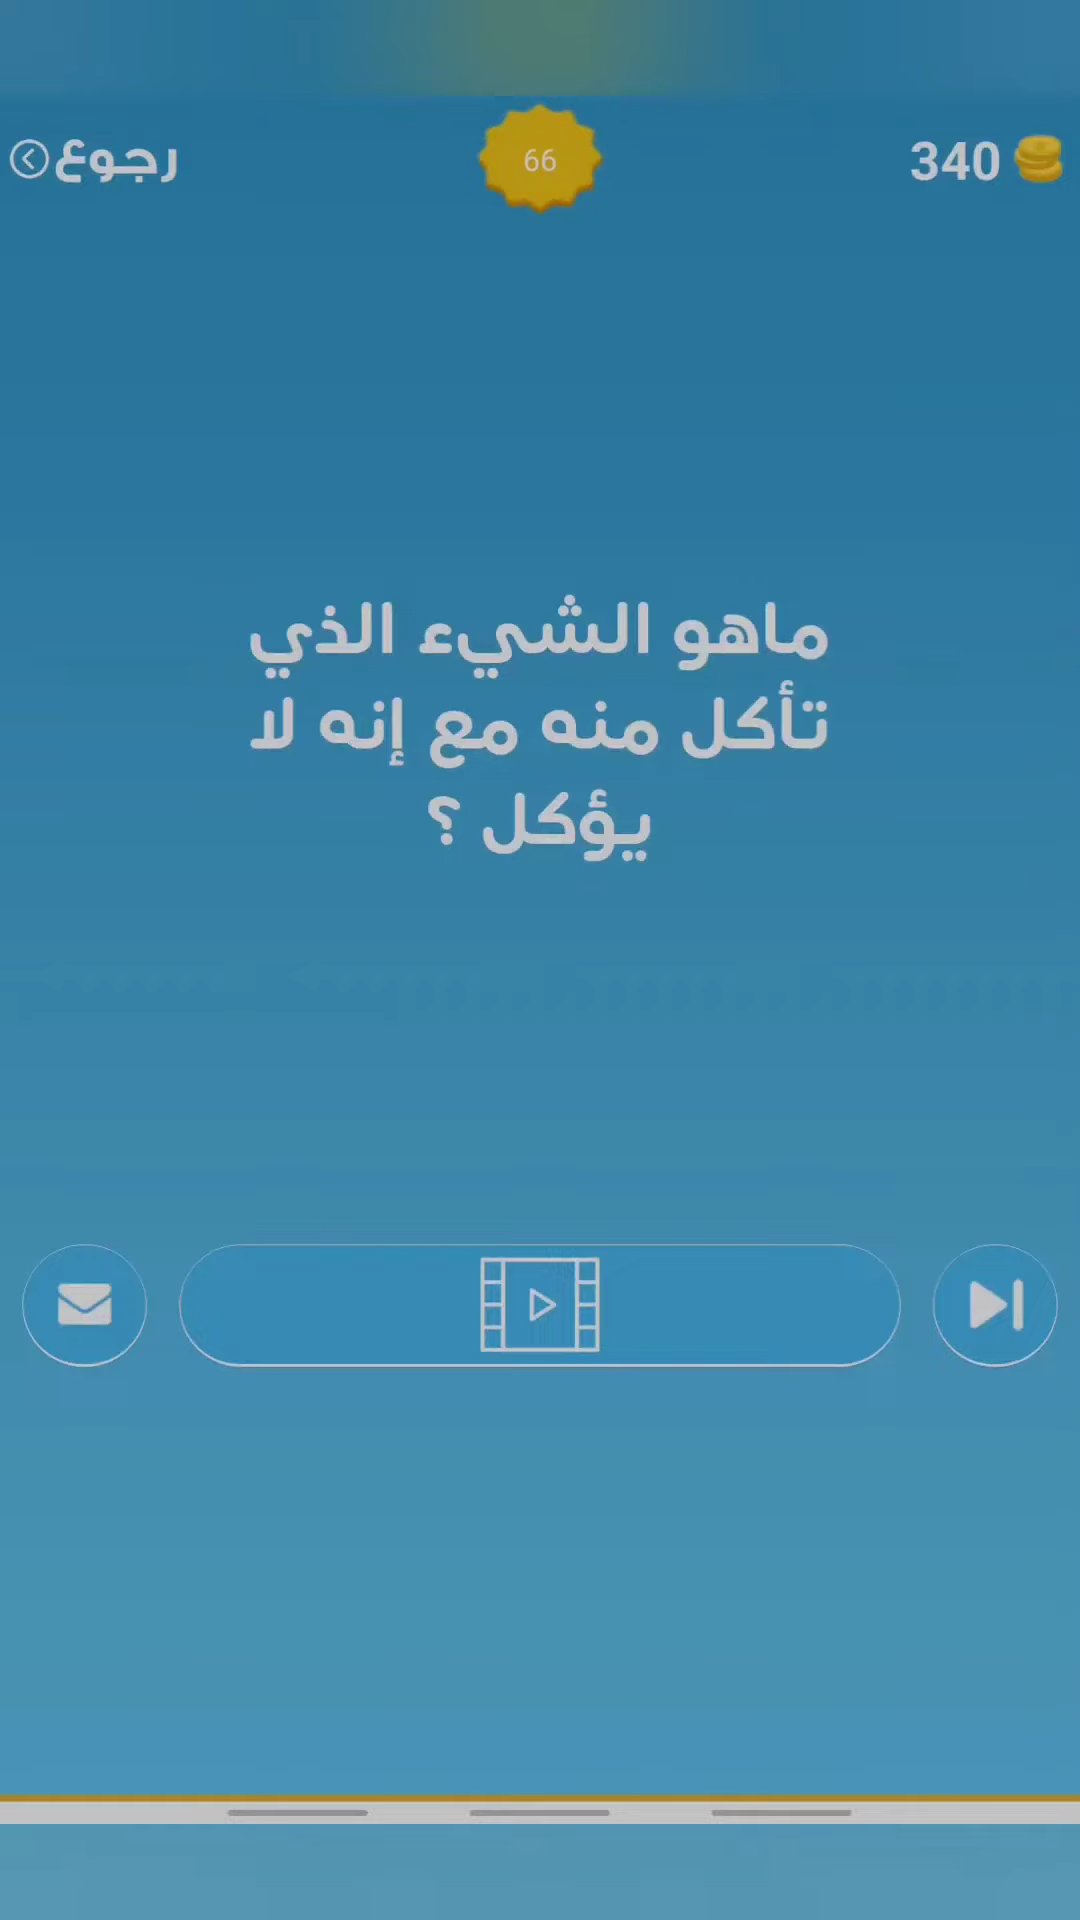 رجوع
66
340
ماهو الشيء الذي
تأكل منه مع إنه لا
يؤكل ؟